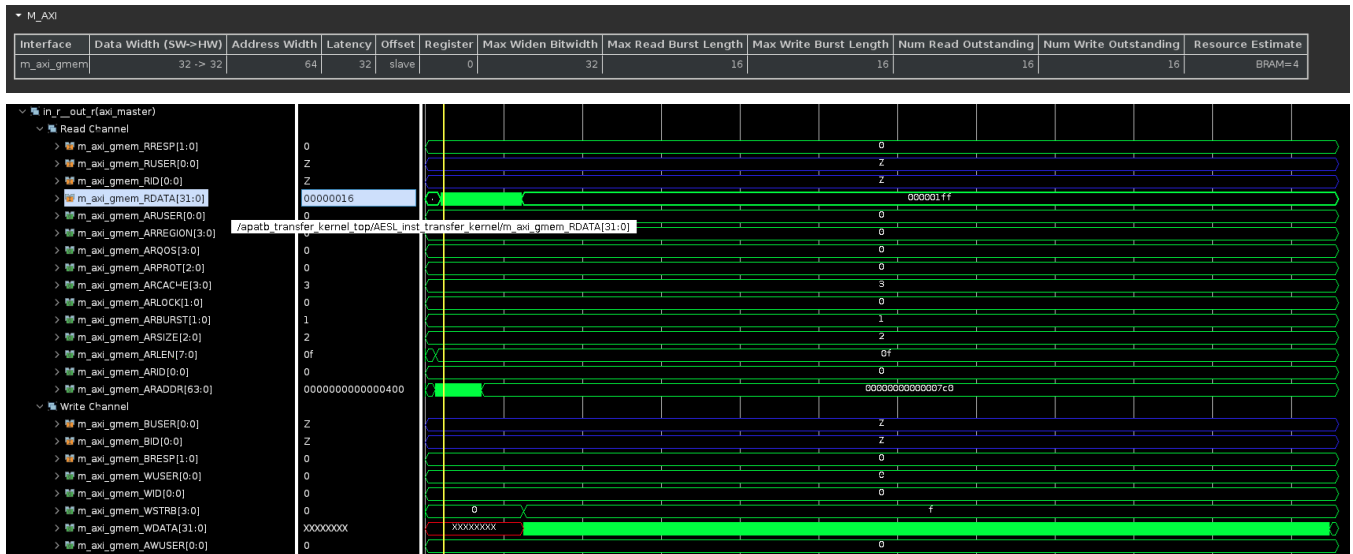 M_AXI
Interface Data Width (SW->HW) Address Width Latency Offset Register Max Widen Bitwidth Max Read Burst Length Max Write Burst Length Num Read Outstanding Num Write Outstanding Resource Estimate
m_axi_gmem 32 -> 32 64 32 slave 0 32 16 16 16 16 BRAM=4
in_r__out_r(axi_master)
Read Channel
m_axi_gmem_RRESP[1:0] 0 0
m_axi_gmem_RUSER[0:0] Z Z
m_axi_gmem_RID[0:0] Z Z
m_axi_gmem_RDATA[31:0] 00000016 000001ff
m_axi_gmem_ARUSER[0:0] 0 0
/apatb_transfer_kernel_top/AESL_inst_transfer_kernel/m_axi_gmem_RDATA[31:0]
m_axi_gmem_ARREGION[3:0] 0 0
m_axi_gmem_ARQOS[3:0] 0 0
m_axi_gmem_ARPROT[2:0] 0 0
m_axi_gmem_ARCACHE[3:0] 3 3
m_axi_gmem_ARLOCK[1:0] 0 0
m_axi_gmem_ARBURST[1:0] 1 1
m_axi_gmem_ARSIZE[2:0] 2 2
m_axi_gmem_ARLEN[7:0] 0f 0f
m_axi_gmem_ARID[0:0] 0 0
m_axi_gmem_ARADDR[63:0] 0000000000000400 00000000000007c0
Write Channel
m_axi_gmem_BUSER[0:0] Z Z
m_axi_gmem_BID[0:0] Z Z
m_axi_gmem_BRESP[1:0] 0 0
m_axi_gmem_WUSER[0:0] 0 0
m_axi_gmem_WID[0:0] 0 0
m_axi_gmem_WSTRB[3:0] 0 0 f
m_axi_gmem_WDATA[31:0] XXXXXXXX XXXXXXXX
m_axi_gmem_AWUSER[0:0] 0 0